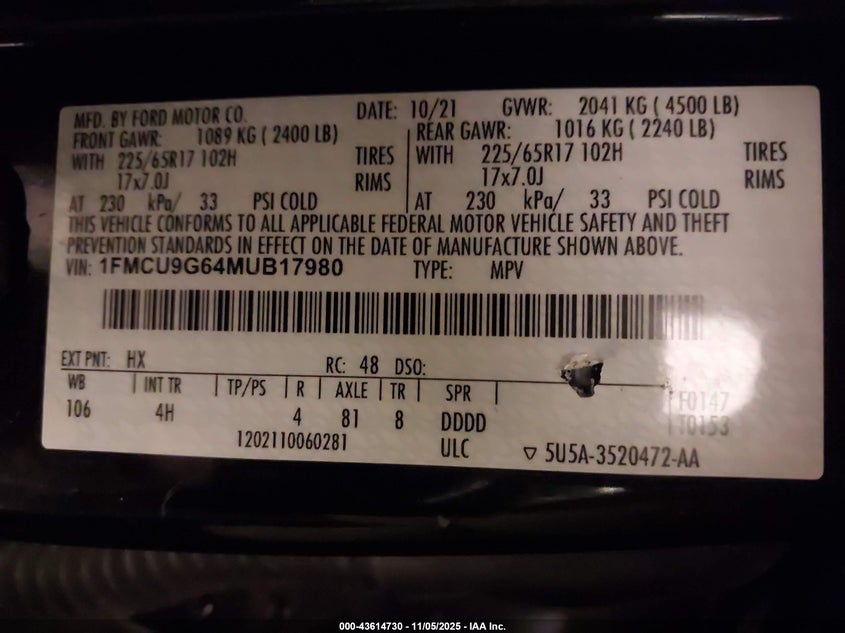 MFD. BY FORD MOTOR CO. DATE: 10/21 GVWR: 2041 KG ( 4500 LB)
FRONT GAWR: 1089 KG ( 2400 LB) REAR GAWR: 1016 KG ( 2240 LB)
WITH 225/65R17 102H TIRES WITH 225/65R17 102H TIRES
17x7.0J RIMS 17x7.0J RIMS
AT 230 kPa/ 33 PSI COLD AT 230 kPa/ 33 PSI COLD
THIS VEHICLE CONFORMS TO ALL APPLICABLE FEDERAL MOTOR VEHICLE SAFETY AND THEFT
PREVENTION STANDARDS IN EFFECT ON THE DATE OF MANUFACTURE SHOWN ABOVE.
VIN: 1FMCU9G64MUB17980 TYPE: MPV
EXT PNT: HX RC: 48 DSO:
WB INT TR TP/PS R AXLE TR SPR F0147
106 4H 4 81 8 DDDD T0153
1202110060281 ULC 5U5A-3520472-AA
000-43614730 - 11/05/2025 - IAA Inc.